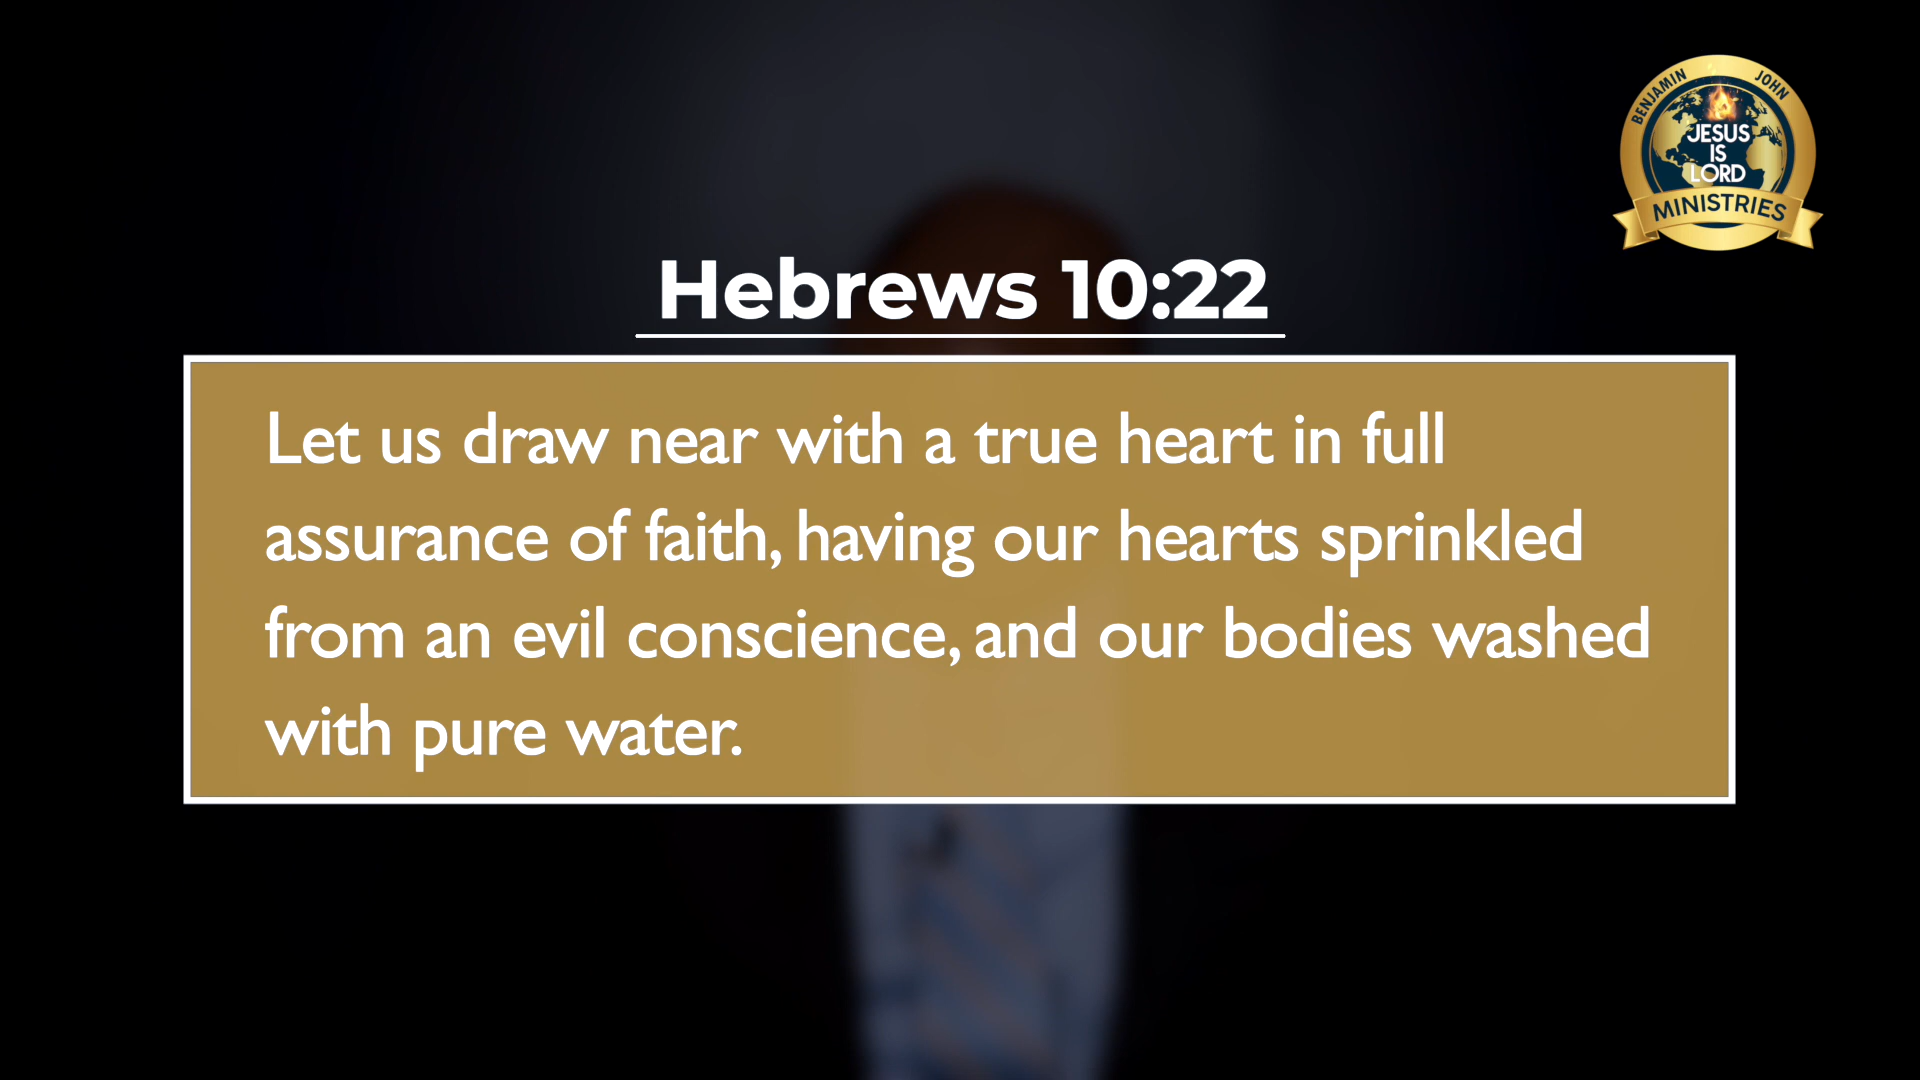 BENJAMIN JOHN
JESUS
IS
LORD
MINISTRIES
Hebrews 10:22
Let us draw near with a true heart in full
assurance of faith, having our hearts sprinkled
from an evil conscience, and our bodies washed
with pure water.